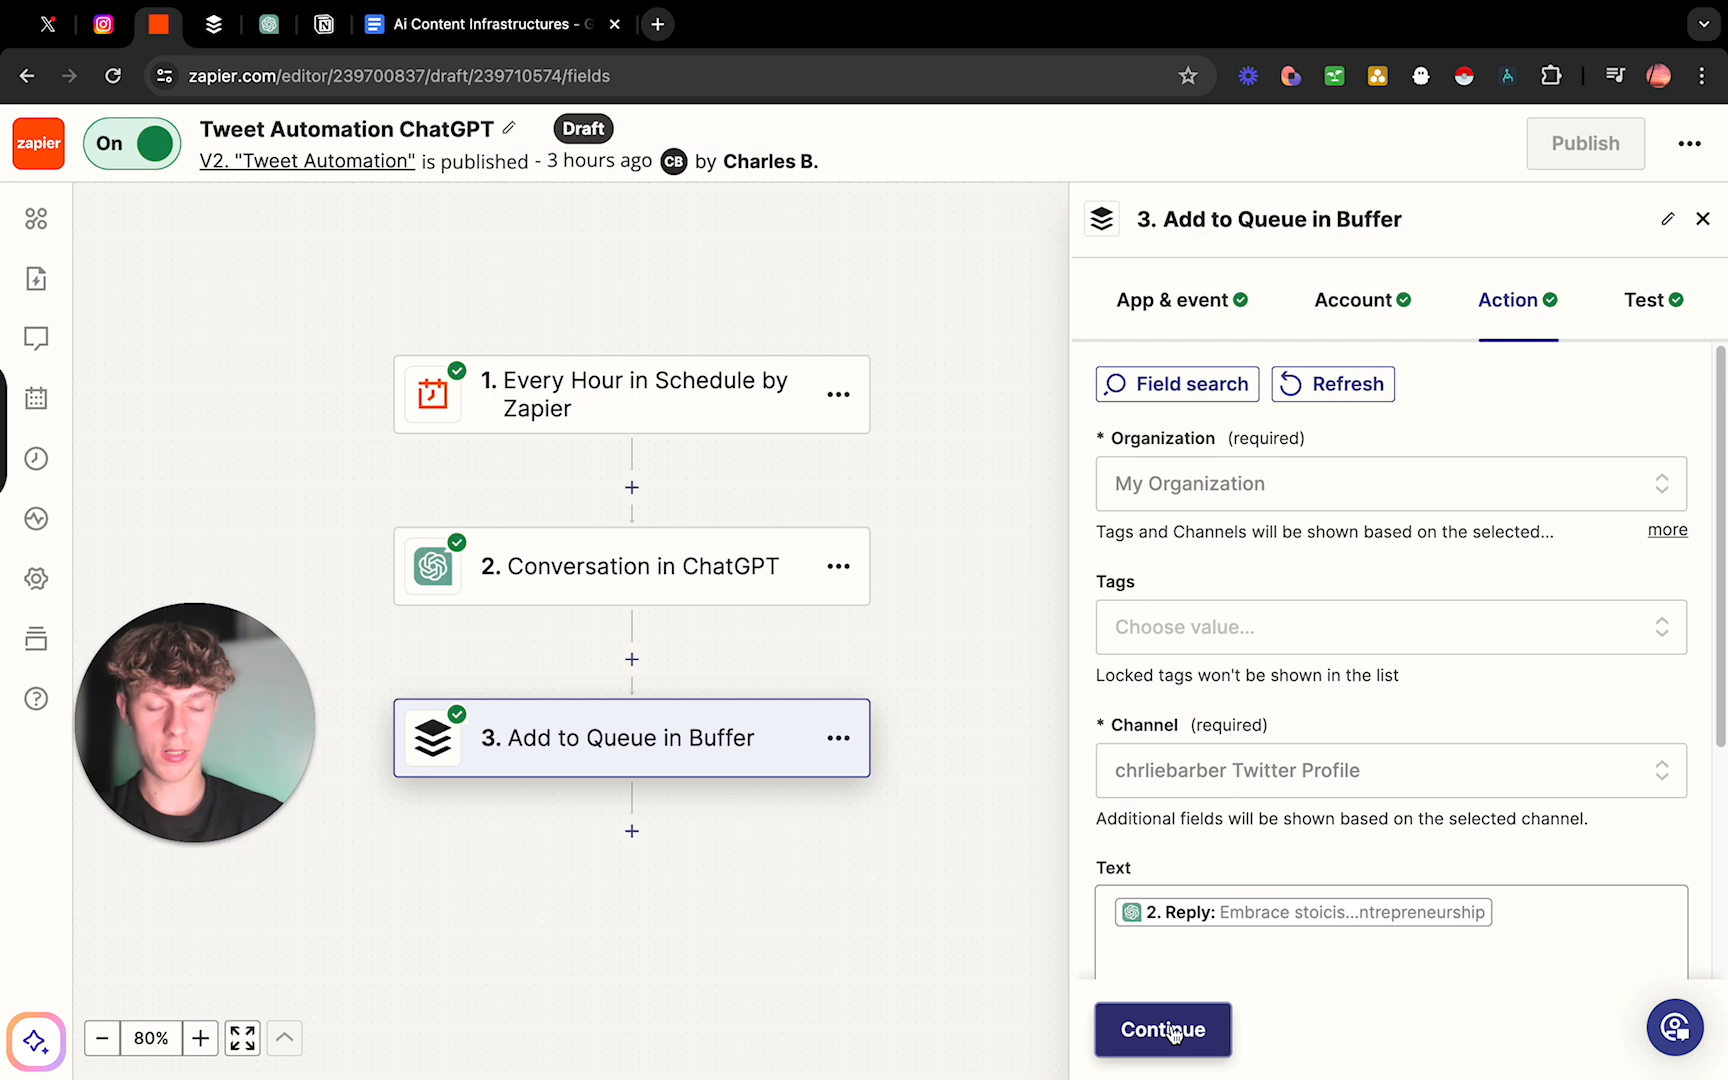 Ai Content Infrastructures - G
zapier.com/editor/239700837/draft/239710574/fields
zapier
On
Tweet Automation ChatGPT
Draft
V2. "Tweet Automation" is published - 3 hours ago CB by Charles B.
Publish
3. Add to Queue in Buffer
App & event
Account
Action
Test
Field search
Refresh
* Organization (required)
My Organization
Tags and Channels will be shown based on the selected... more
Tags
Choose value...
Locked tags won't be shown in the list
* Channel (required)
chrliebarber Twitter Profile
Additional fields will be shown based on the selected channel.
Text
2. Reply: Embrace stoicis...ntrepreneurship
Continue
1. Every Hour in Schedule by
Zapier
2. Conversation in ChatGPT
3. Add to Queue in Buffer
80%